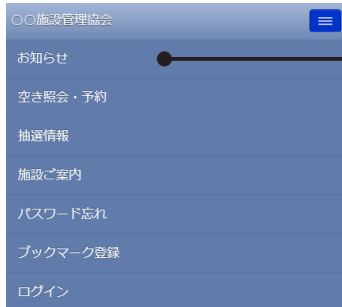 ○○施設管理協会
お知らせ
空き照会・予約
抽選情報
施設ご案内
パスワード忘れ
ブックマーク登録
ログイン